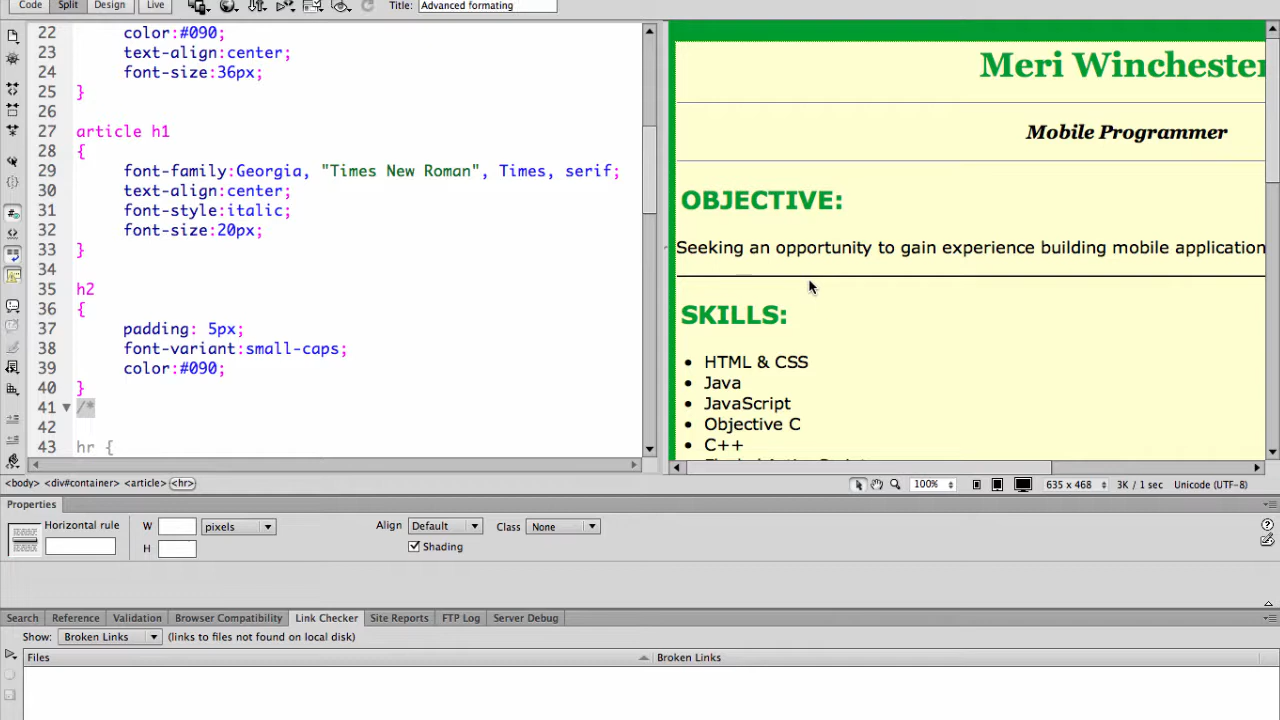 Code Split Design Live Title: Advanced formating
22 color:#090;
23 text-align:center;
24 font-size:36px;
25 }
26
27 article h1
28 {
29 font-family:Georgia, "Times New Roman", Times, serif;
30 text-align:center;
31 font-style:italic;
32 font-size:20px;
33 }
34
35 h2
36 {
37 padding: 5px;
38 font-variant:small-caps;
39 color:#090;
40 }
41 /*
42
43 hr {
Meri Winchester
Mobile Programmer
OBJECTIVE:
Seeking an opportunity to gain experience building mobile application
SKILLS:
• HTML & CSS
• Java
• JavaScript
• Objective C
• C++
<body> <div#container> <article> <hr> 100% 635 x 468 3K / 1 sec Unicode (UTF-8)
Properties
Horizontal rule W pixels Align Default Class None
H Shading
Search Reference Validation Browser Compatibility Link Checker Site Reports FTP Log Server Debug
Show: Broken Links (links to files not found on local disk)
Files Broken Links